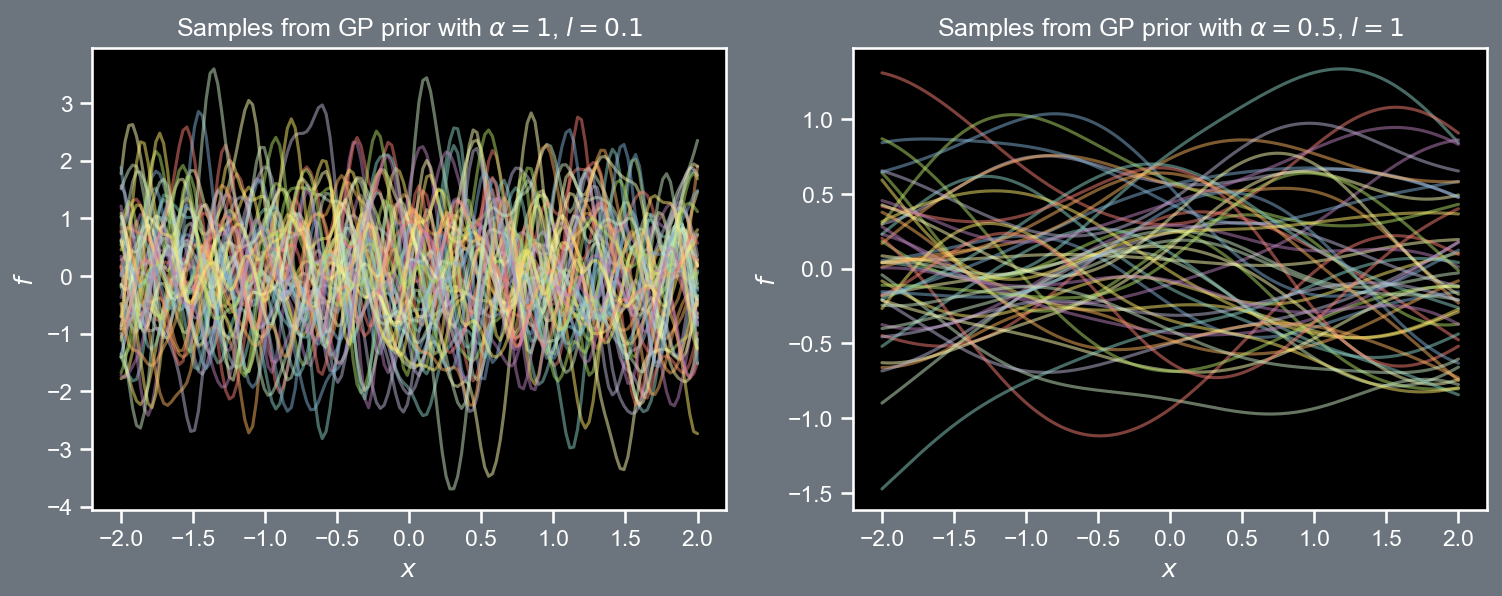 Samples from GP prior with α = 1, l = 0.1
3
2
1
0
−1
−2
−3
−4
f
−2.0 −1.5 −1.0 −0.5 0.0 0.5 1.0 1.5 2.0
x
Samples from GP prior with α = 0.5, l = 1
1.0
0.5
0.0
−0.5
−1.0
−1.5
f
−2.0 −1.5 −1.0 −0.5 0.0 0.5 1.0 1.5 2.0
x